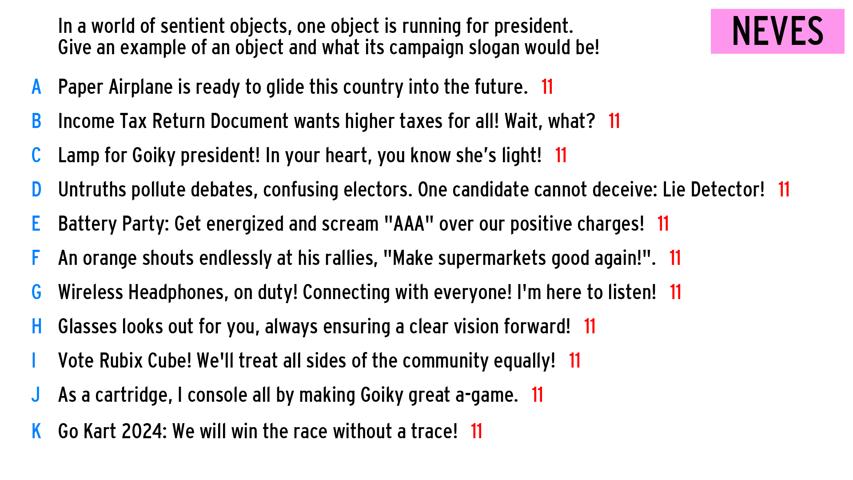 In a world of sentient objects, one object is running for president.
Give an example of an object and what its campaign slogan would be!
NEVES
A Paper Airplane is ready to glide this country into the future. 11
B Income Tax Return Document wants higher taxes for all! Wait, what? 11
C Lamp for Goiky president! In your heart, you know she's light! 11
D Untruths pollute debates, confusing electors. One candidate cannot deceive: Lie Detector! 11
E Battery Party: Get energized and scream "AAA" over our positive charges! 11
F An orange shouts endlessly at his rallies, "Make supermarkets good again!". 11
G Wireless Headphones, on duty! Connecting with everyone! I'm here to listen! 11
H Glasses looks out for you, always ensuring a clear vision forward! 11
I Vote Rubix Cube! We'll treat all sides of the community equally! 11
J As a cartridge, I console all by making Goiky great a-game. 11
K Go Kart 2024: We will win the race without a trace! 11